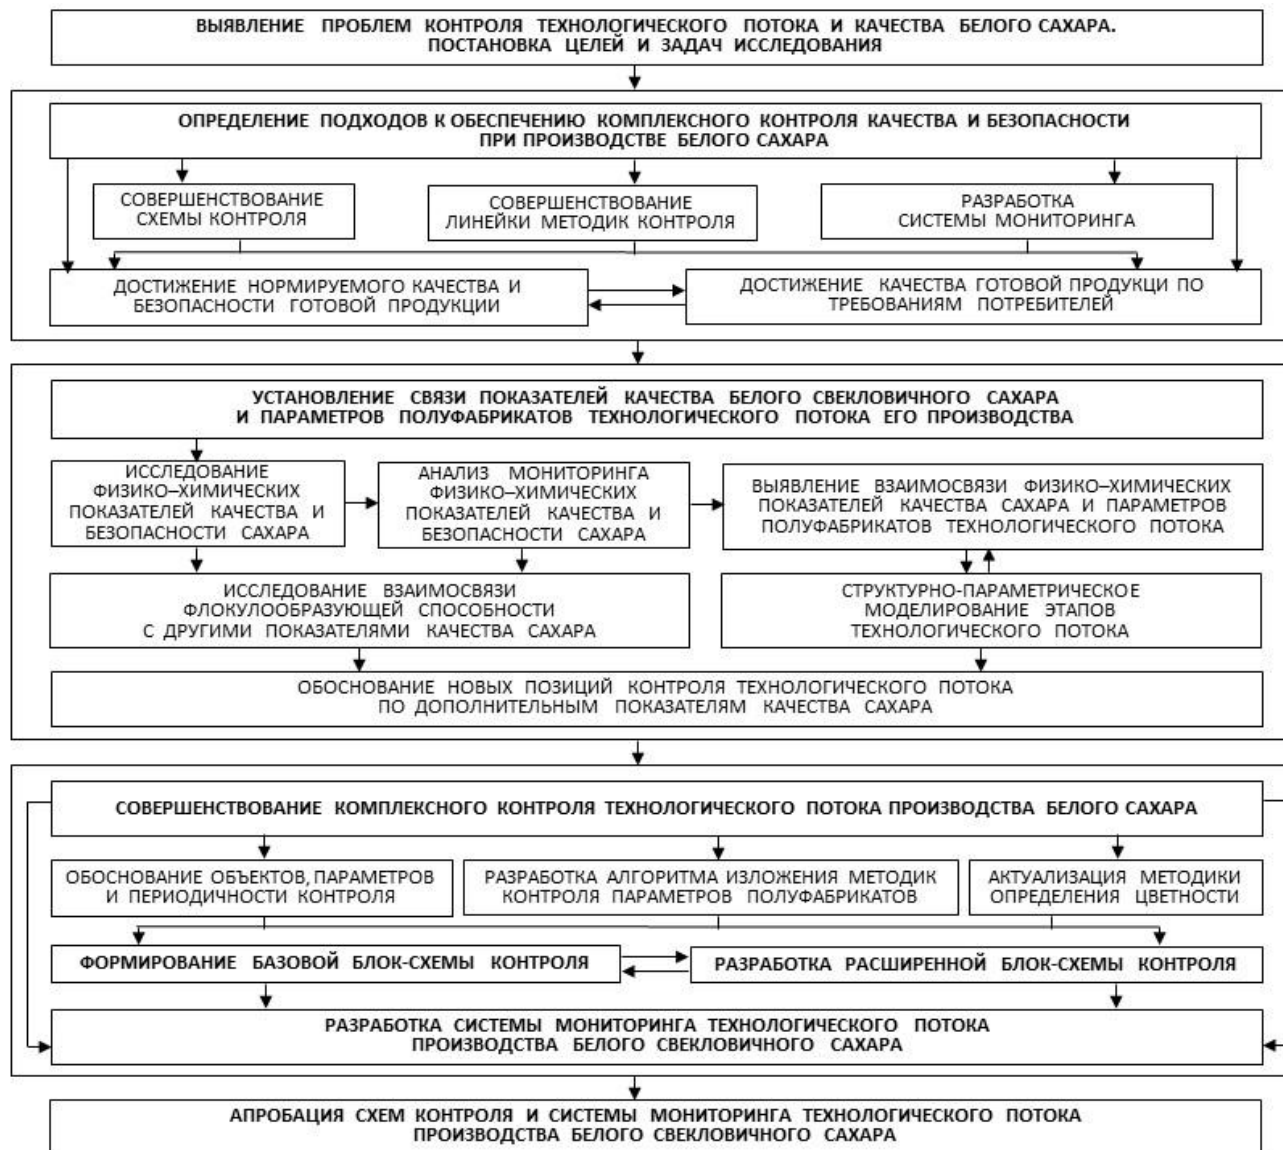 ВЫЯВЛЕНИЕ ПРОБЛЕМ КОНТРОЛЯ ТЕХНОЛОГИЧЕСКОГО ПОТОКА И КАЧЕСТВА БЕЛОГО САХАРА.
ПОСТАНОВКА ЦЕЛЕЙ И ЗАДАЧ ИССЛЕДОВАНИЯ
ОПРЕДЕЛЕНИЕ ПОДХОДОВ К ОБЕСПЕЧЕНИЮ КОМПЛЕКСНОГО КОНТРОЛЯ КАЧЕСТВА И БЕЗОПАСНОСТИ
ПРИ ПРОИЗВОДСТВЕ БЕЛОГО САХАРА
СОВЕРШЕНСТВОВАНИЕ
СХЕМЫ КОНТРОЛЯ
СОВЕРШЕНСТВОВАНИЕ
ЛИНЕЙКИ МЕТОДИК КОНТРОЛЯ
РАЗРАБОТКА
СИСТЕМЫ МОНИТОРИНГА
ДОСТИЖЕНИЕ НОРМИРУЕМОГО КАЧЕСТВА И
БЕЗОПАСНОСТИ ГОТОВОЙ ПРОДУКЦИИ
ДОСТИЖЕНИЕ КАЧЕСТВА ГОТОВОЙ ПРОДУКЦИ ПО
ТРЕБОВАНИЯМ ПОТРЕБИТЕЛЕЙ
УСТАНОВЛЕНИЕ СВЯЗИ ПОКАЗАТЕЛЕЙ КАЧЕСТВА БЕЛОГО СВЕКЛОВИЧНОГО САХАРА
И ПАРАМЕТРОВ ПОЛУФАБРИКАТОВ ТЕХНОЛОГИЧЕСКОГО ПОТОКА ЕГО ПРОИЗВОДСТВА
ИССЛЕДОВАНИЕ
ФИЗИКО–ХИМИЧЕСКИХ
ПОКАЗАТЕЛЕЙ КАЧЕСТВА И
БЕЗОПАСНОСТИ САХАРА
АНАЛИЗ МОНИТОРИНГА
ФИЗИКО–ХИМИЧЕСКИХ
ПОКАЗАТЕЛЕЙ КАЧЕСТВА И
БЕЗОПАСНОСТИ САХАРА
ВЫЯВЛЕНИЕ ВЗАИМОСВЯЗИ ФИЗИКО–ХИМИЧЕСКИХ
ПОКАЗАТЕЛЕЙ КАЧЕСТВА САХАРА И ПАРАМЕТРОВ
ПОЛУФАБРИКАТОВ ТЕХНОЛОГИЧЕСКОГО ПОТОКА
ИССЛЕДОВАНИЕ ВЗАИМОСВЯЗИ
ФЛОКУЛООБРАЗУЮЩЕЙ СПОСОБНОСТИ
С ДРУГИМИ ПОКАЗАТЕЛЯМИ КАЧЕСТВА САХАРА
СТРУКТУРНО-ПАРАМЕТРИЧЕСКОЕ
МОДЕЛИРОВАНИЕ ЭТАПОВ
ТЕХНОЛОГИЧЕСКОГО ПОТОКА
ОБОСНОВАНИЕ НОВЫХ ПОЗИЦИЙ КОНТРОЛЯ ТЕХНОЛОГИЧЕСКОГО ПОТОКА
ПО ДОПОЛНИТЕЛЬНЫМ ПОКАЗАТЕЛЯМ КАЧЕСТВА САХАРА
СОВЕРШЕНСТВОВАНИЕ КОМПЛЕКСНОГО КОНТРОЛЯ ТЕХНОЛОГИЧЕСКОГО ПОТОКА ПРОИЗВОДСТВА БЕЛОГО САХАРА
ОБОСНОВАНИЕ ОБЪЕКТОВ, ПАРАМЕТРОВ
И ПЕРИОДИЧНОСТИ КОНТРОЛЯ
РАЗРАБОТКА АЛГОРИТМА ИЗЛОЖЕНИЯ МЕТОДИК
КОНТРОЛЯ ПАРАМЕТРОВ ПОЛУФАБРИКАТОВ
АКТУАЛИЗАЦИЯ МЕТОДИКИ
ОПРЕДЕЛЕНИЯ ЦВЕТНОСТИ
ФОРМИРОВАНИЕ БАЗОВОЙ БЛОК-СХЕМЫ КОНТРОЛЯ
РАЗРАБОТКА РАСШИРЕННОЙ БЛОК-СХЕМЫ КОНТРОЛЯ
РАЗРАБОТКА СИСТЕМЫ МОНИТОРИНГА ТЕХНОЛОГИЧЕСКОГО ПОТОКА
ПРОИЗВОДСТВА БЕЛОГО СВЕКЛОВИЧНОГО САХАРА
АПРОБАЦИЯ СХЕМ КОНТРОЛЯ И СИСТЕМЫ МОНИТОРИНГА ТЕХНОЛОГИЧЕСКОГО ПОТОКА
ПРОИЗВОДСТВА БЕЛОГО СВЕКЛОВИЧНОГО САХАРА